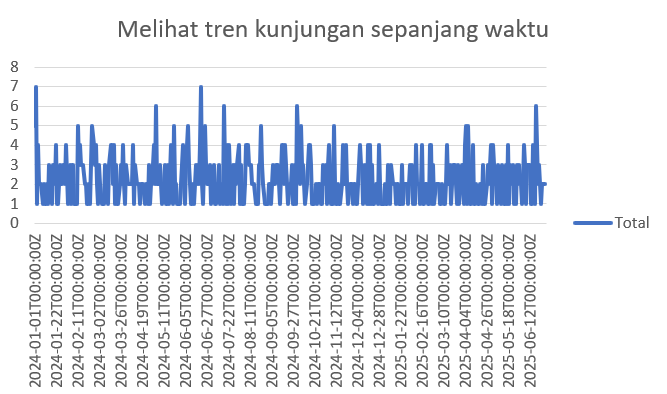 Melihat tren kunjungan sepanjang waktu
8
7
6
5
4
3
2
1
0
2024-01-01T00:00:00Z
2024-01-22T00:00:00Z
2024-02-11T00:00:00Z
2024-03-02T00:00:00Z
2024-03-26T00:00:00Z
2024-04-19T00:00:00Z
2024-05-11T00:00:00Z
2024-06-03T00:00:00Z
2024-06-27T00:00:00Z
2024-07-22T00:00:00Z
2024-08-11T00:00:00Z
2024-09-05T00:00:00Z
2024-09-27T00:00:00Z
2024-10-21T00:00:00Z
2024-11-12T00:00:00Z
2024-12-04T00:00:00Z
2024-12-28T00:00:00Z
2025-01-22T00:00:00Z
2025-02-16T00:00:00Z
2025-03-10T00:00:00Z
2025-04-04T00:00:00Z
2025-04-26T00:00:00Z
2025-05-18T00:00:00Z
2025-06-12T00:00:00Z
Total